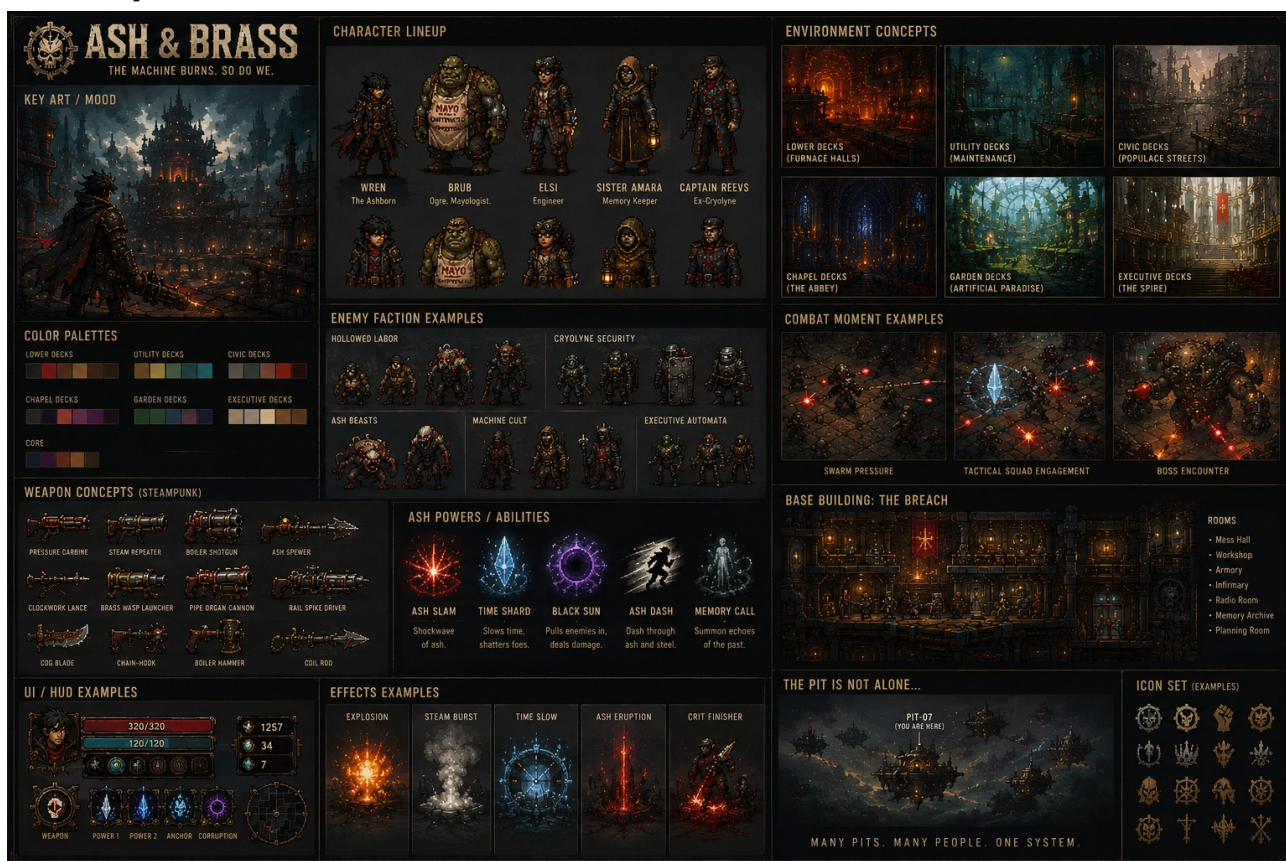 ASH & BRASS
THE MACHINE BURNS. SO DO WE.
KEY ART / MOOD
COLOR PALETTES
LOWER DECKS
UTILITY DECKS
CIVIC DECKS
CHAPEL DECKS
GARDEN DECKS
EXECUTIVE DECKS
CORE
WEAPON CONCEPTS (STEAMPUNK)
PRESSURE CARBINE
STEAM REPEATER
BOILER SHOTGUN
ASH SPEWER
CLOCKWORK LANCE
BRASS WASP LAUNCHER
PIPE ORGAN CANNON
RAIL SPIKE DRIVER
COG BLADE
CHAIN-HOOK
BOILER HAMMER
COIL ROD
UI / HUD EXAMPLES
320/320
120/120
1257
34
7
WEAPON
POWER 1
POWER 2
ANCHOR
CORRUPTION
CHARACTER LINEUP
MAYO
WREN
The Ashborn
BRUB
Ogre. Mayologist.
ELSI
Engineer
SISTER AMARA
Memory Keeper
CAPTAIN REEVS
Ex-Cryolyne
MAYO
ENEMY FACTION EXAMPLES
HOLLOWED LABOR
CRYOLYNE SECURITY
ASH BEASTS
MACHINE CULT
EXECUTIVE AUTOMATA
ASH POWERS / ABILITIES
ASH SLAM
Shockwave
of ash.
TIME SHARD
Slows time,
shatters foes.
BLACK SUN
Pulls enemies in,
deals damage.
ASH DASH
Dash through
ash and steel.
MEMORY CALL
Summon echoes
of the past.
EFFECTS EXAMPLES
EXPLOSION
STEAM BURST
TIME SLOW
ASH ERUPTION
CRIT FINISHER
ENVIRONMENT CONCEPTS
LOWER DECKS
(FURNACE HALLS)
UTILITY DECKS
(MAINTENANCE)
CIVIC DECKS
(POPULACE STREETS)
CHAPEL DECKS
(THE ABBEY)
GARDEN DECKS
(ARTIFICIAL PARADISE)
EXECUTIVE DECKS
(THE SPIRE)
COMBAT MOMENT EXAMPLES
SWARM PRESSURE
TACTICAL SQUAD ENGAGEMENT
BOSS ENCOUNTER
BASE BUILDING: THE BREACH
ROOMS
• Mess Hall
• Workshop
• Armory
• Infirmary
• Radio Room
• Memory Archive
• Planning Room
THE PIT IS NOT ALONE...
PIT-07
(YOU ARE HERE)
MANY PITS. MANY PEOPLE. ONE SYSTEM.
ICON SET (EXAMPLES)